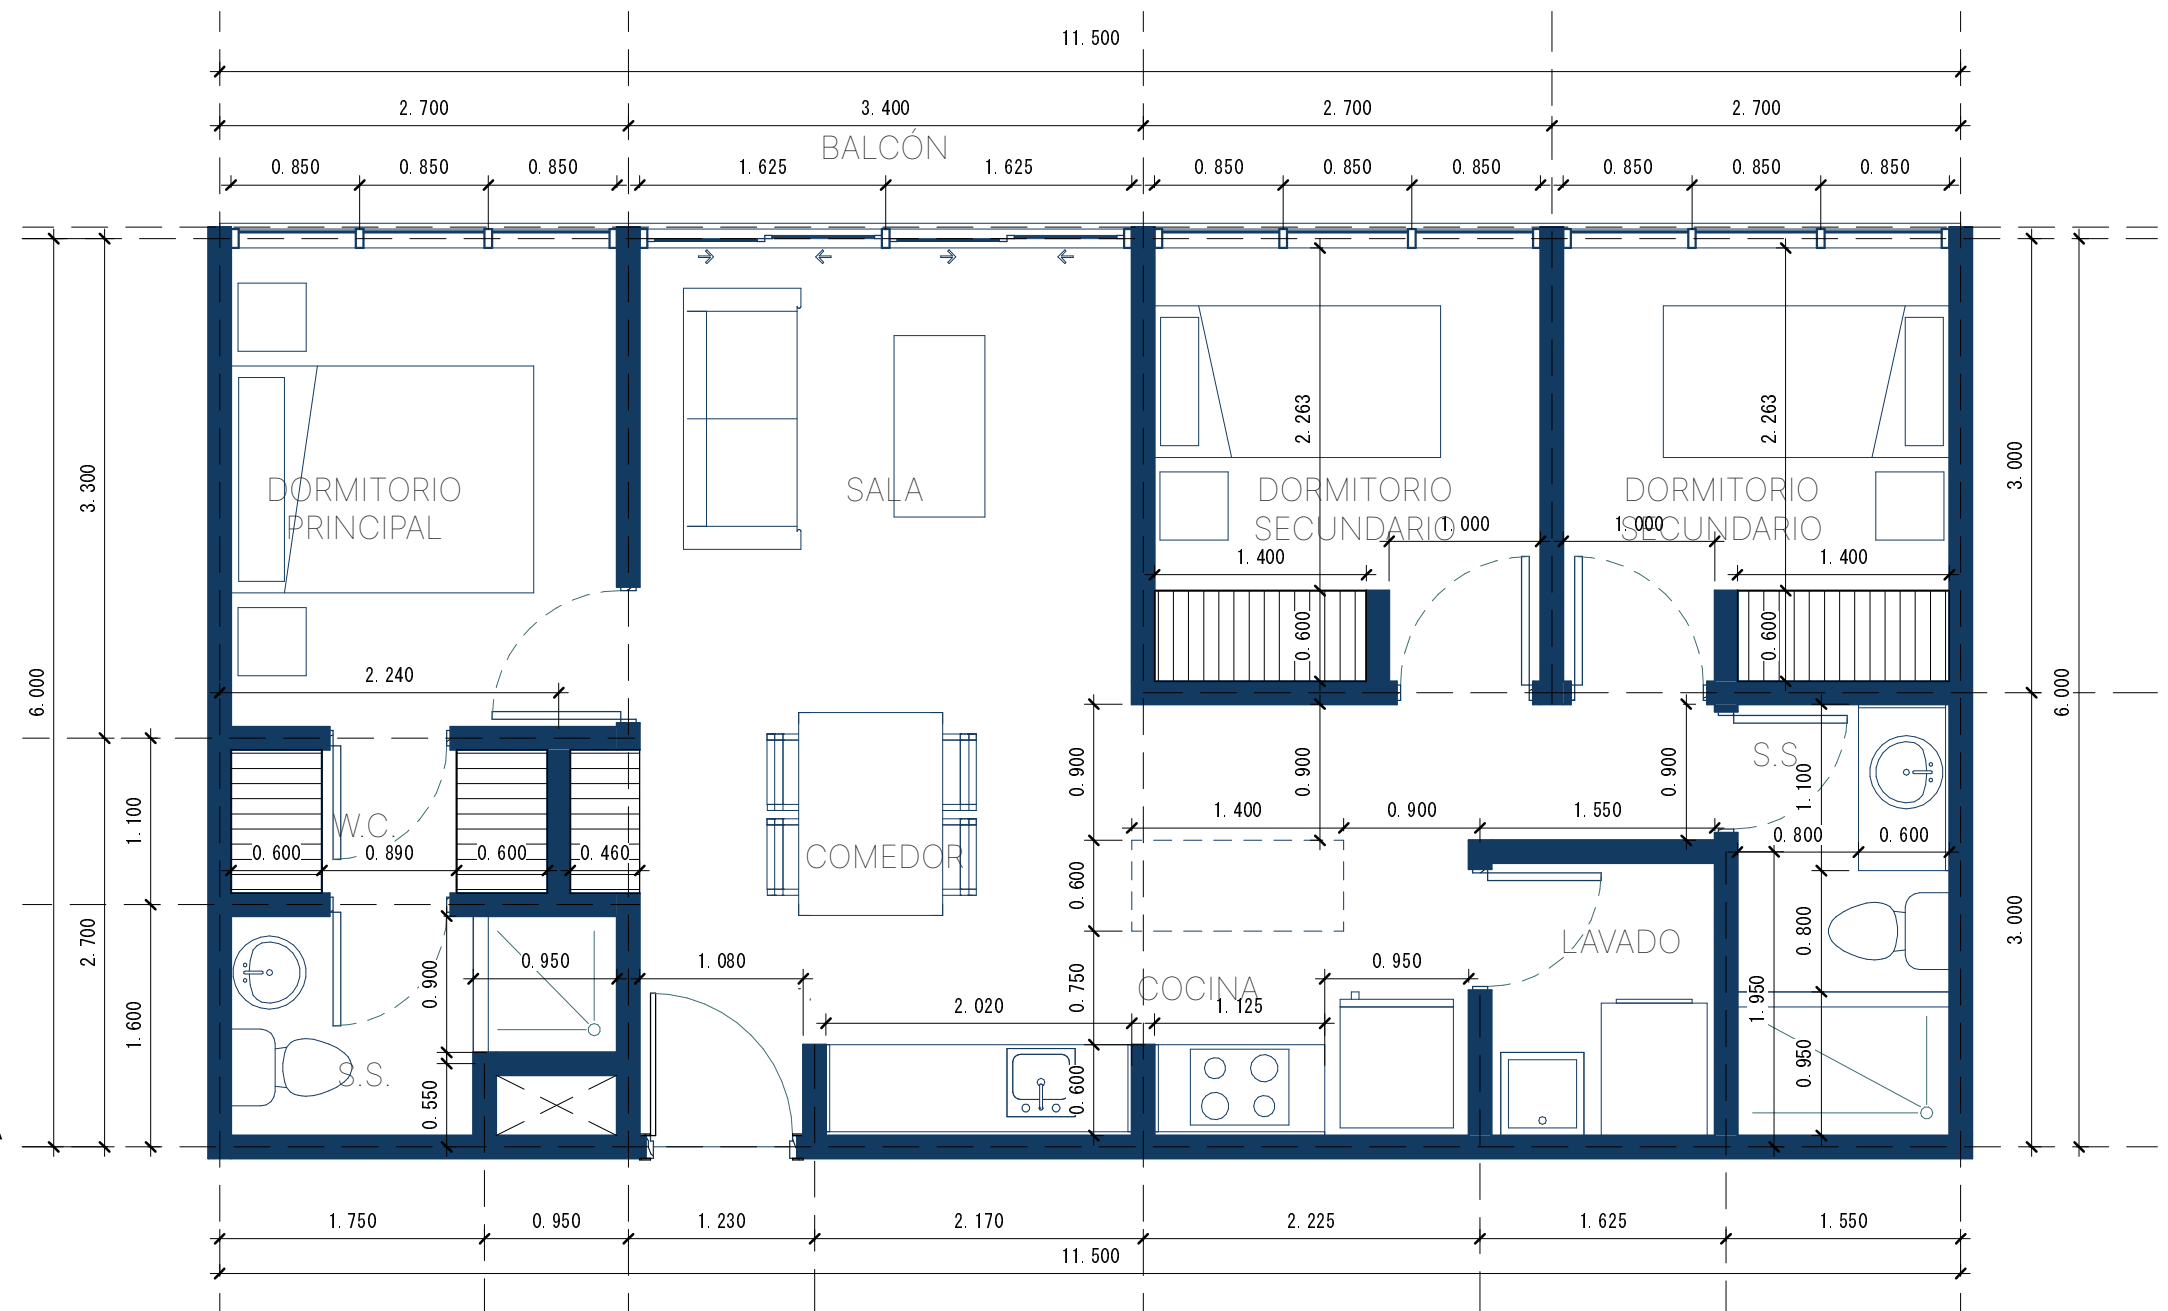 11.500
2.700 3.400 2.700 2.700
BALCÓN
0.850 0.850 0.850 1.625 1.625 0.850 0.850 0.850 0.850 0.850 0.850
2.263 2.263
3.300 3.000
DORMITORIO SALA DORMITORIO DORMITORIO
PRINCIPAL SECUNDARIO SECUNDARIO
1.000 1.000
1.400 1.400
0.600 0.600
2.240
6.000 6.000
0.900 0.900 0.900
S.S.
1.100
1.100
1.400 0.900 1.550
W.C.
0.800 0.600
0.600 0.890 0.600 0.460
COMEDOR
0.600
2.700 3.000
LAVADO
0.800
0.950 1.080 0.950
0.900
COCINA
0.750
1.950
2.020 1.125
1.600
0.950
S.S.
0.600
0.550
1.750 0.950 1.230 2.170 2.225 1.625 1.550
11.500